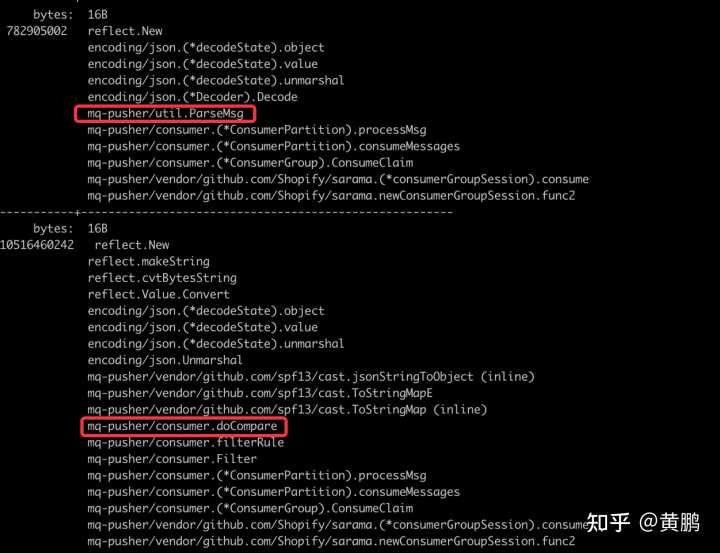 bytes: 16B
782905002 reflect.New
encoding/json.(*decodeState).object
encoding/json.(*decodeState).value
encoding/json.(*decodeState).unmarshal
encoding/json.(*Decoder).Decode
mq-pusher/util.ParseMsg
mq-pusher/consumer.(*ConsumerPartition).processMsg
mq-pusher/consumer.(*ConsumerPartition).consumeMessages
mq-pusher/consumer.(*ConsumerGroup).ConsumeClaim
mq-pusher/vendor/github.com/Shopify/sarama.(*consumerGroupSession).consume
mq-pusher/vendor/github.com/Shopify/sarama.newConsumerGroupSession.func2
-----------+-------------------------------------------------------
bytes: 16B
10516460242 reflect.New
reflect.makeString
reflect.cvtBytesString
reflect.Value.Convert
encoding/json.(*decodeState).object
encoding/json.(*decodeState).value
encoding/json.(*decodeState).unmarshal
encoding/json.Unmarshal
mq-pusher/vendor/github.com/spf13/cast.jsonStringToObject (inline)
mq-pusher/vendor/github.com/spf13/cast.ToStringMapE
mq-pusher/vendor/github.com/spf13/cast.ToStringMap (inline)
mq-pusher/consumer.doCompare
mq-pusher/consumer.filterRule
mq-pusher/consumer.Filter
mq-pusher/consumer.(*ConsumerPartition).processMsg
mq-pusher/consumer.(*ConsumerPartition).consumeMessages
mq-pusher/consumer.(*ConsumerGroup).ConsumeClaim
mq-pusher/vendor/github.com/Shopify/sarama.(*consumerGroupSession).consume
mq-pusher/vendor/github.com/Shopify/sarama.newConsumerGroupSession.func2
知乎 @黄鹏